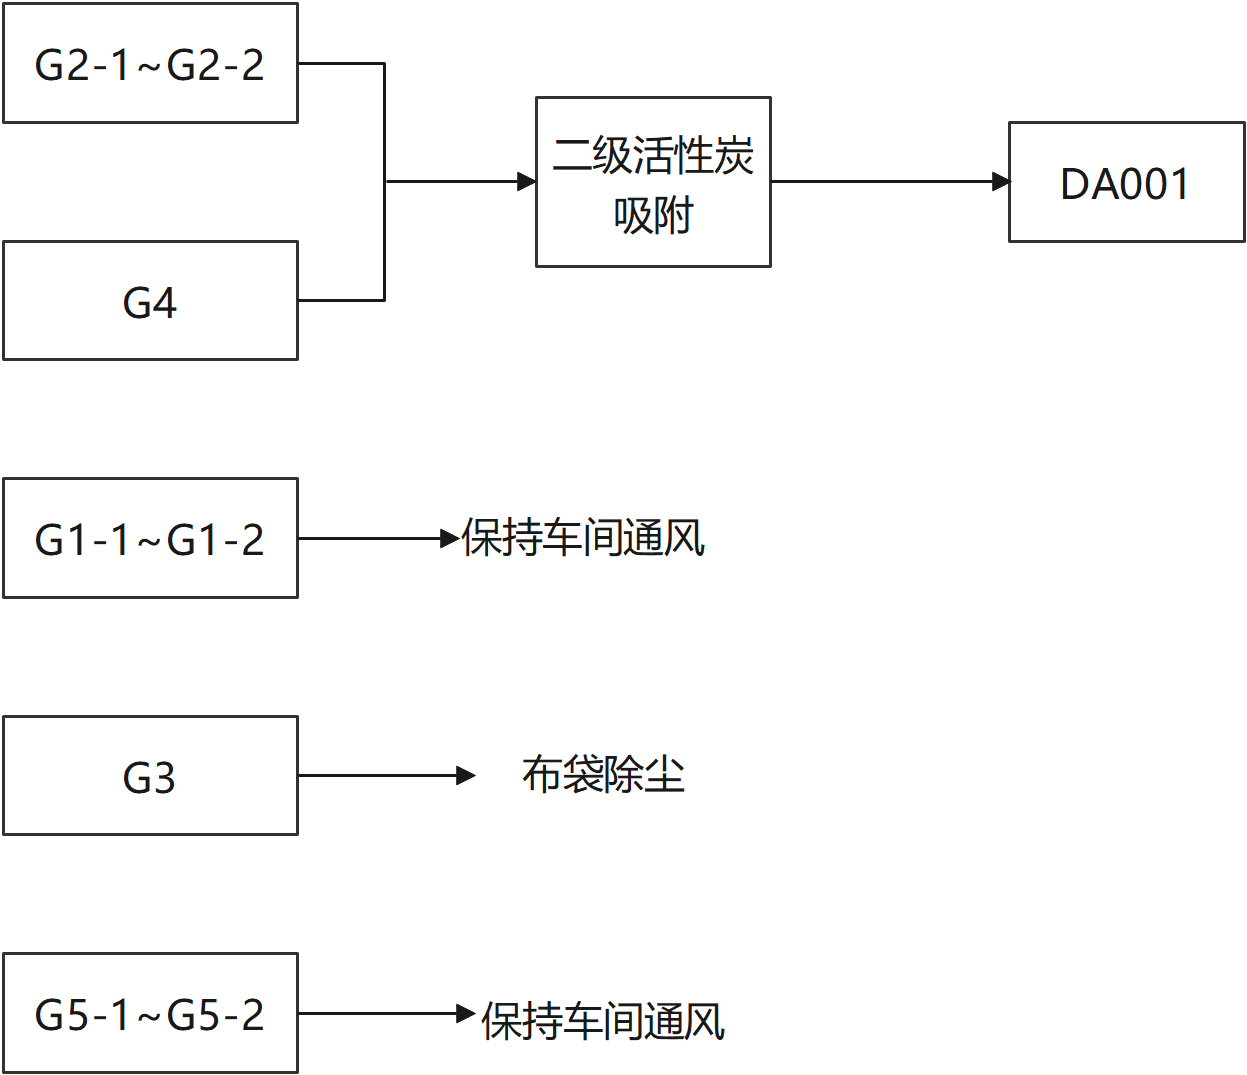 G2-1~G2-2
二级活性炭
吸附
DA001
G4
G1-1~G1-2
保持车间通风
G3
布袋除尘
G5-1~G5-2
保持车间通风